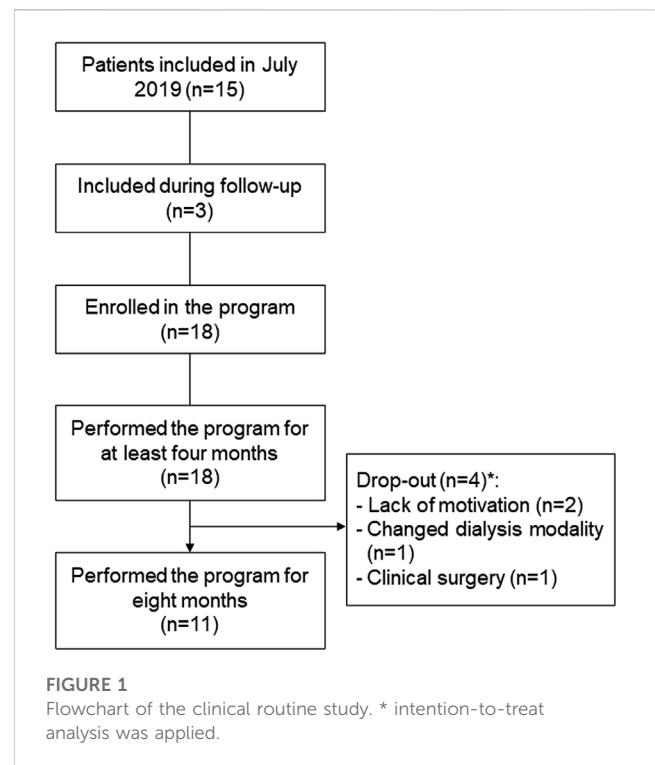 Patients included in July
2019 (n=15)
Included during follow-up
(n=3)
Enrolled in the program
(n=18)
Performed the program for
at least four months
(n=18)
Drop-out (n=4)*:
- Lack of motivation (n=2)
- Changed dialysis modality
(n=1)
- Clinical surgery (n=1)
Performed the program for
eight months
(n=11)
FIGURE 1
Flowchart of the clinical routine study. * intention-to-treat
analysis was applied.